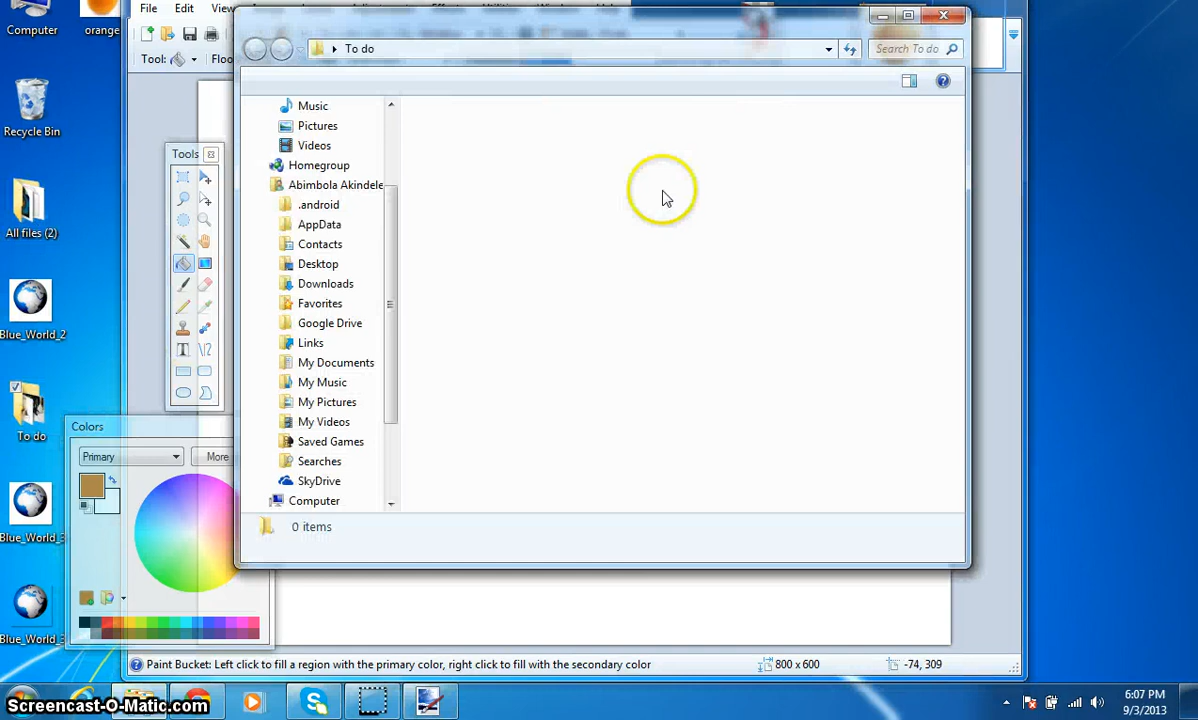 File Edit View
Tool: Floo
To do
Search To do
Computer
orange
Recycle Bin
All files (2)
Blue_World_2
To do
Blue_World_3
Blue_World_3
Tools
Music
Pictures
Videos
Homegroup
Abimbola Akindele
.android
AppData
Contacts
Desktop
Downloads
Favorites
Google Drive
Links
My Documents
My Music
My Pictures
My Videos
Saved Games
Searches
SkyDrive
Computer
0 items
Colors
Primary
More
Paint Bucket: Left click to fill a region with the primary color, right click to fill with the secondary color
800 x 600
-74, 309
Screencast-O-Matic.com
6:07 PM
9/3/2013